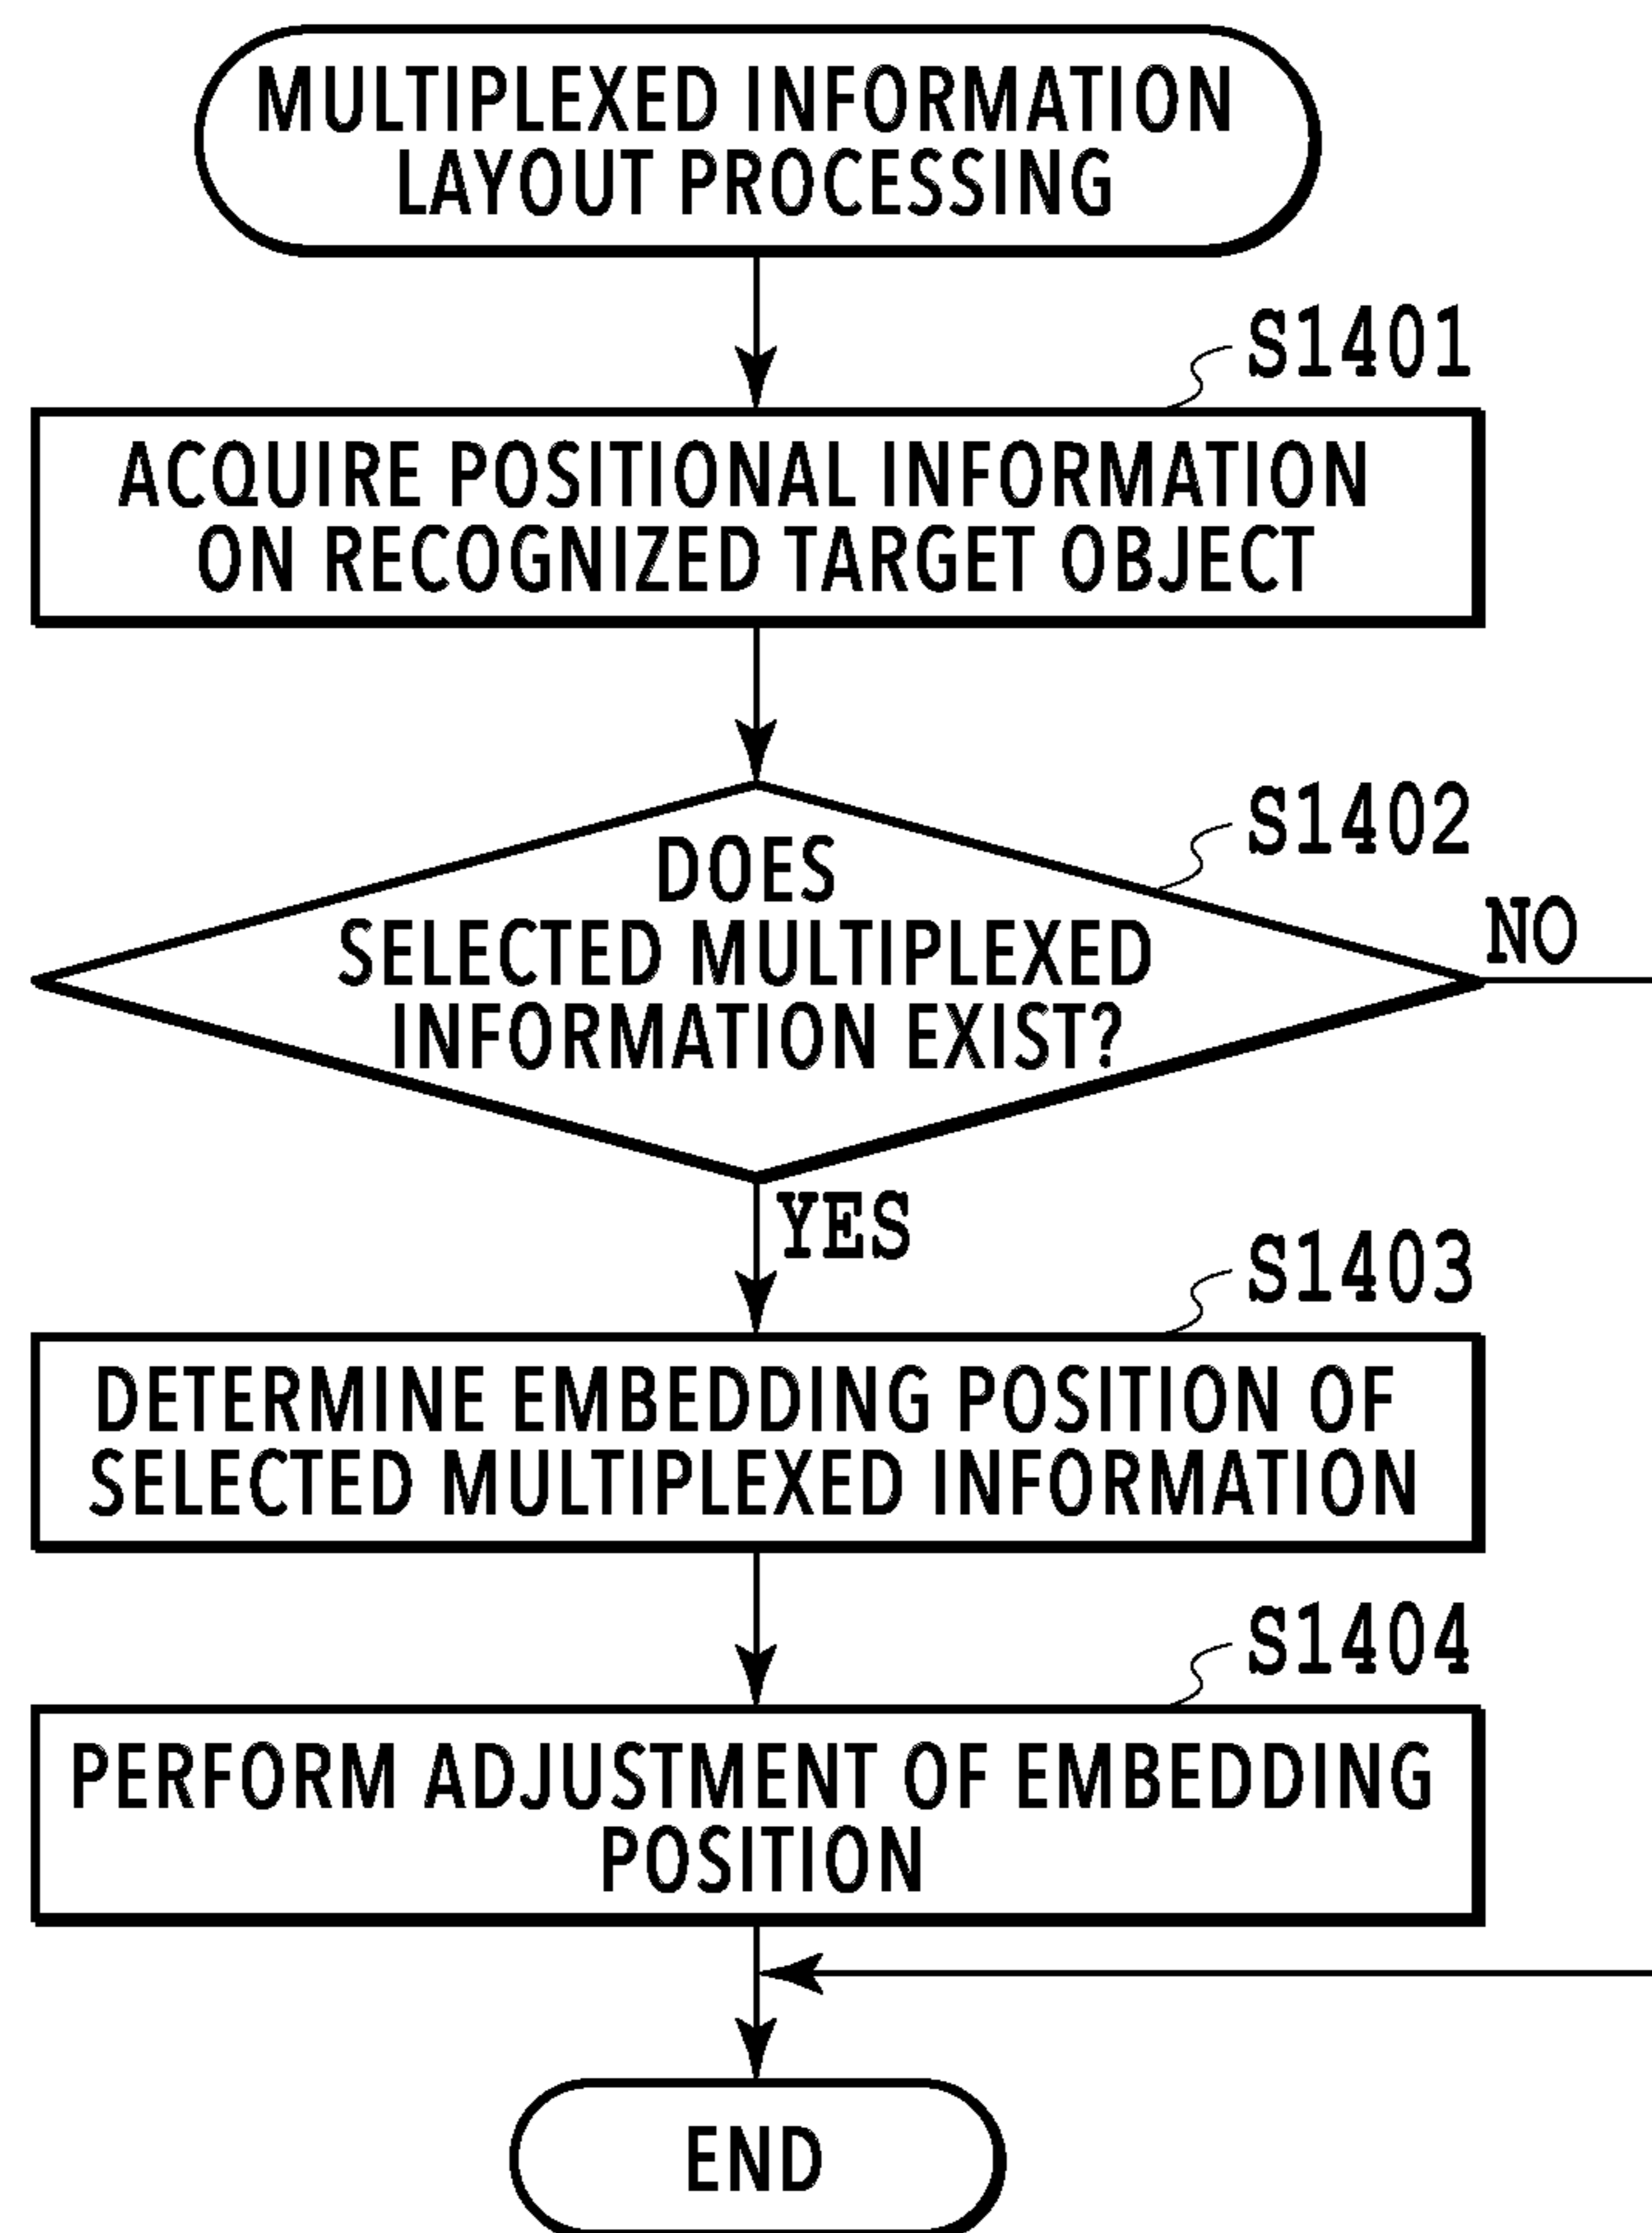 MULTIPLEXED INFORMATION
LAYOUT PROCESSING
S1401
ACQUIRE POSITIONAL INFORMATION
ON RECOGNIZED TARGET OBJECT
S1402
DOES
SELECTED MULTIPLEXED
INFORMATION EXIST?
NO
YES
S1403
DETERMINE EMBEDDING POSITION OF
SELECTED MULTIPLEXED INFORMATION
S1404
PERFORM ADJUSTMENT OF EMBEDDING
POSITION
END